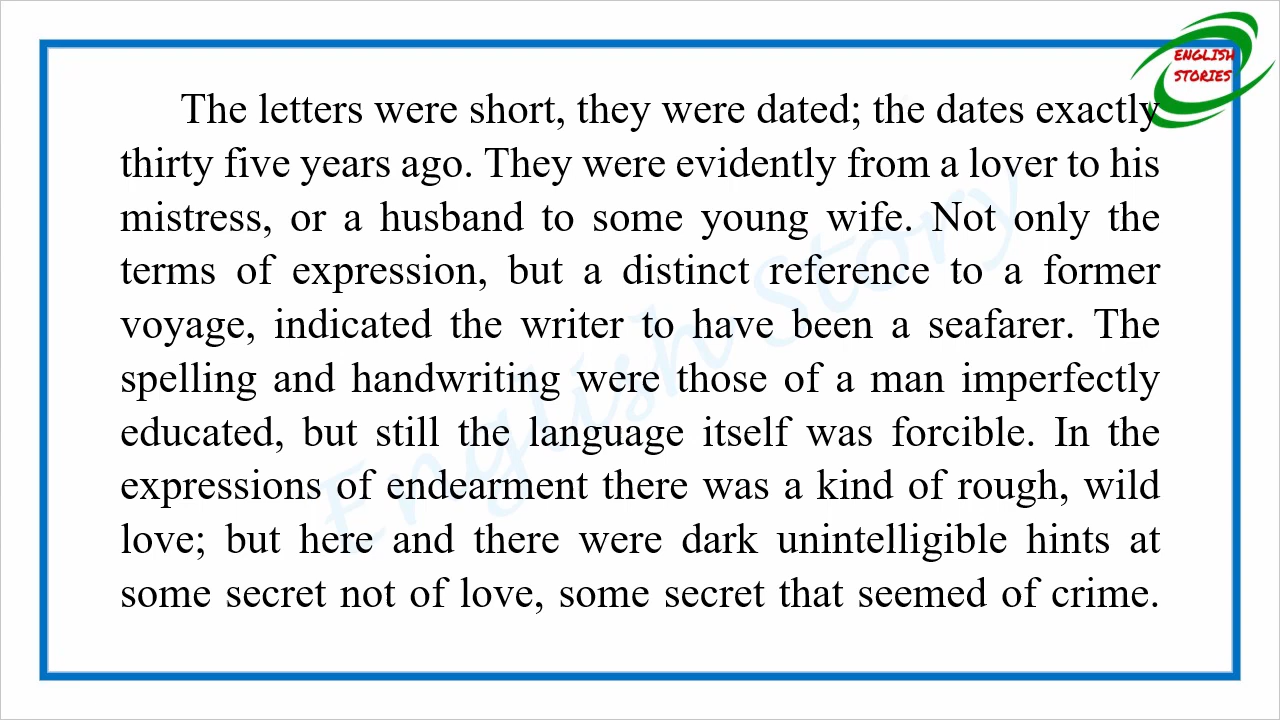 ENGLISH
STORIES
The letters were short, they were dated; the dates exactly
thirty five years ago. They were evidently from a lover to his
mistress, or a husband to some young wife. Not only the
terms of expression, but a distinct reference to a former
voyage, indicated the writer to have been a seafarer. The
spelling and handwriting were those of a man imperfectly
educated, but still the language itself was forcible. In the
expressions of endearment there was a kind of rough, wild
love; but here and there were dark unintelligible hints at
some secret not of love, some secret that seemed of crime.
English Story